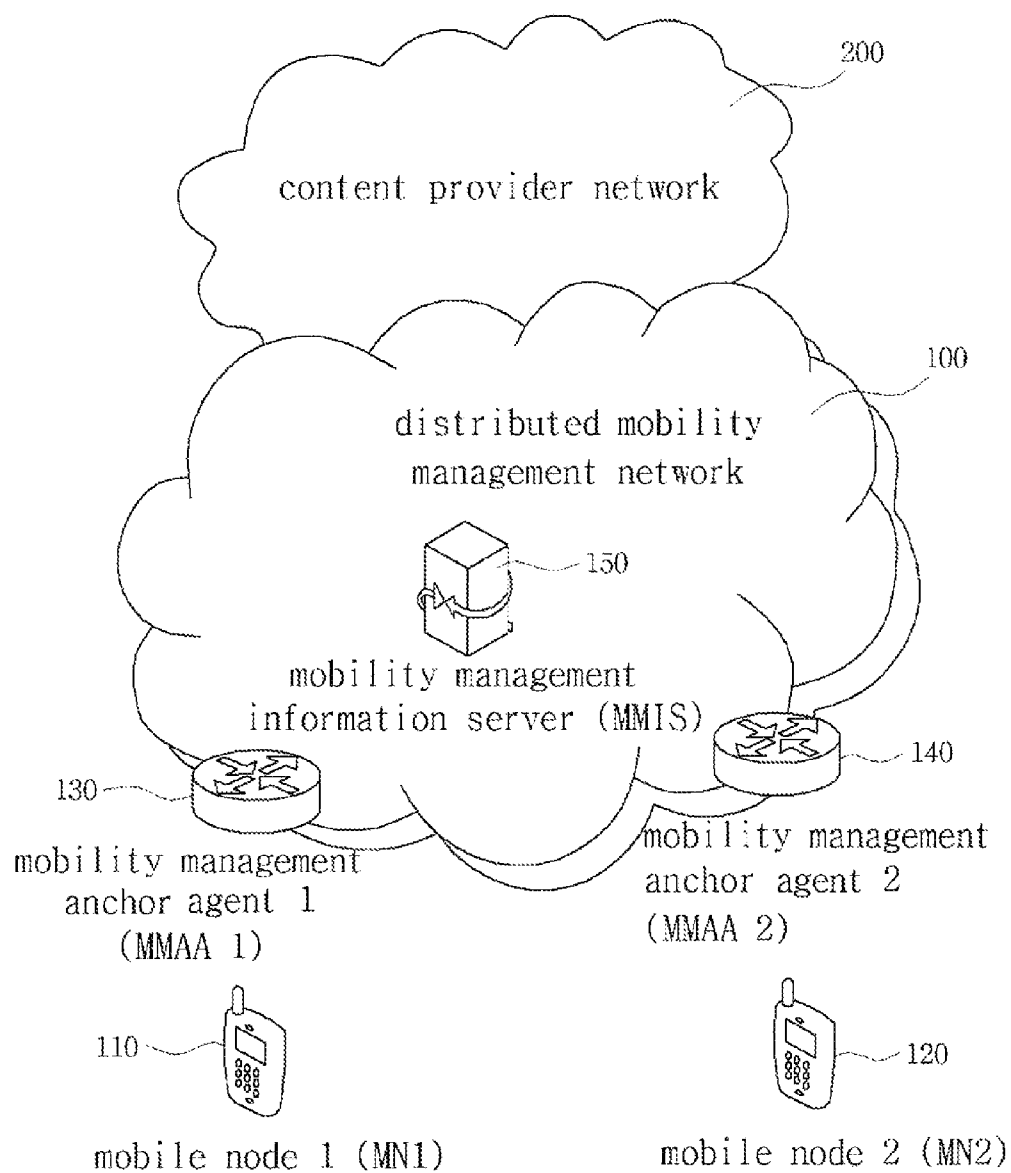 200
content provider network
100
distributed mobility
management network
150
mobility management
information server (MMIS)
140
130
mobility management
anchor agent 1
(MMAA 1)
mobility management
anchor agent 2
(MMAA 2)
110
120
mobile node 1 (MN1)
mobile node 2 (MN2)